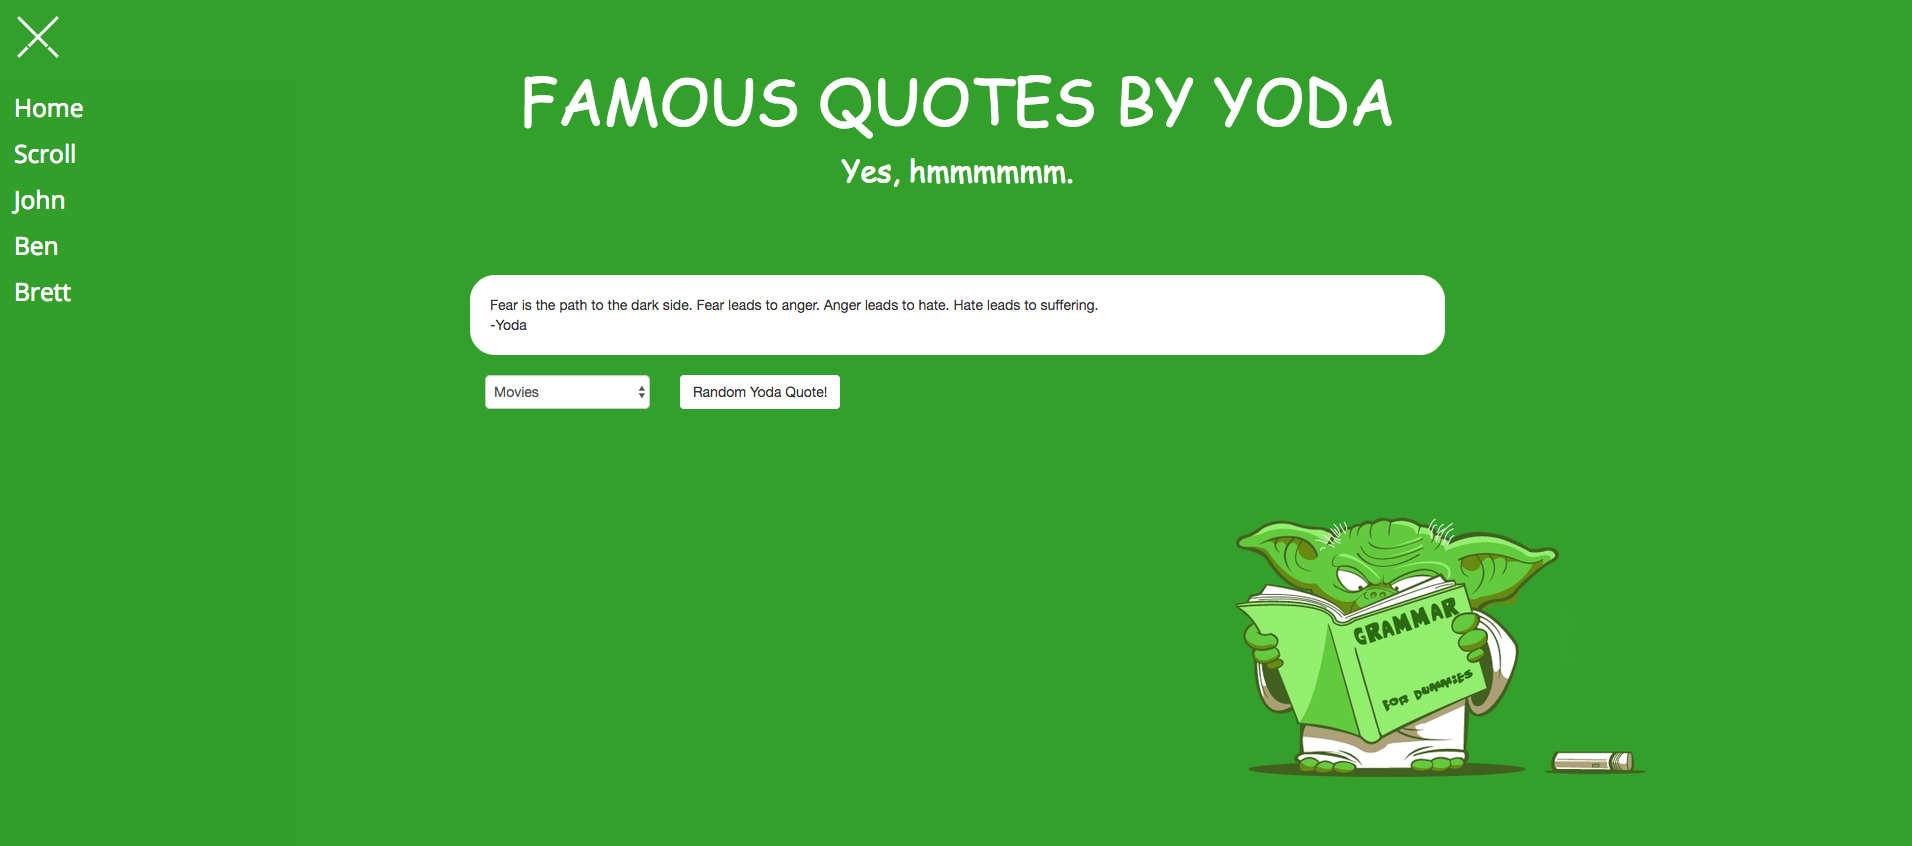 Home
Scroll
John
Ben
Brett
FAMOUS QUOTES BY YODA
Yes, hmmmmmm.
Fear is the path to the dark side. Fear leads to anger. Anger leads to hate. Hate leads to suffering.
-Yoda
Movies
Random Yoda Quote!
GRAMMAR
FOR DUMMIES